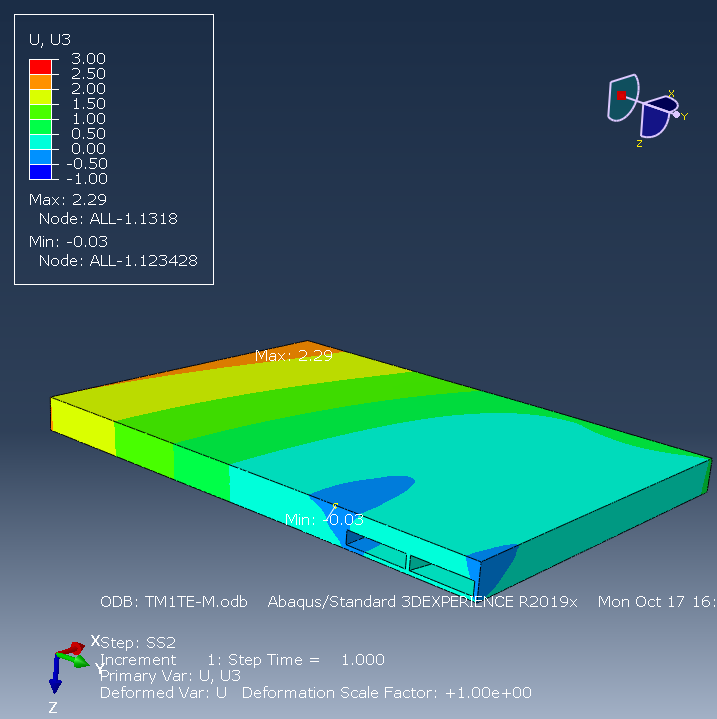 U, U3
3.00
2.50
2.00
1.50
1.00
0.50
0.00
-0.50
-1.00
Max: 2.29
Node: ALL-1.1318
Min: -0.03
Node: ALL-1.123428
X
Y
Z
Max: 2.29
Min: -0.03
ODB: TM1TE-M.odb Abaqus/Standard 3DEXPERIENCE R2019x Mon Oct 17 16:
X
Y
Z
Step: SS2
Increment 1: Step Time = 1.000
Primary Var: U, U3
Deformed Var: U Deformation Scale Factor: +1.00e+00